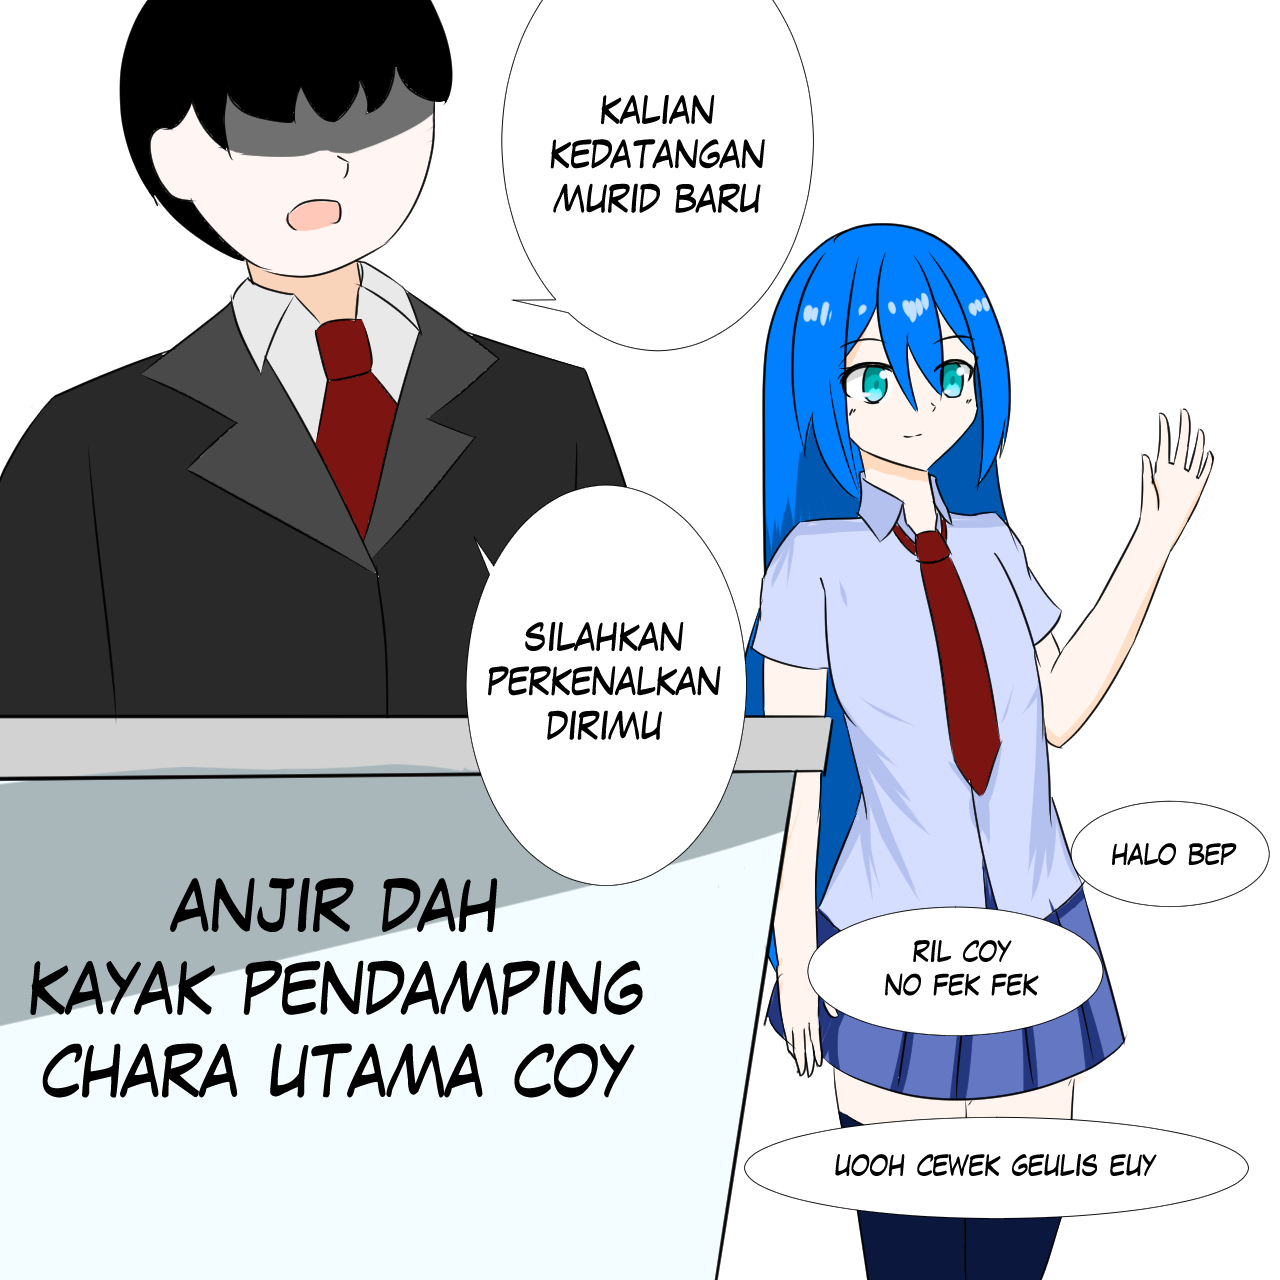 KALIAN
KEDATANGAN
MURID BARU
SILAHKAN
PERKENALKAN
DIRIMU
HALO BEP
ANJIR DAH
KAYAK PENDAMPING
CHARA UTAMA COY
RIL COY
NO FEK FEK
UOOH CEWEK GEULIS EUY